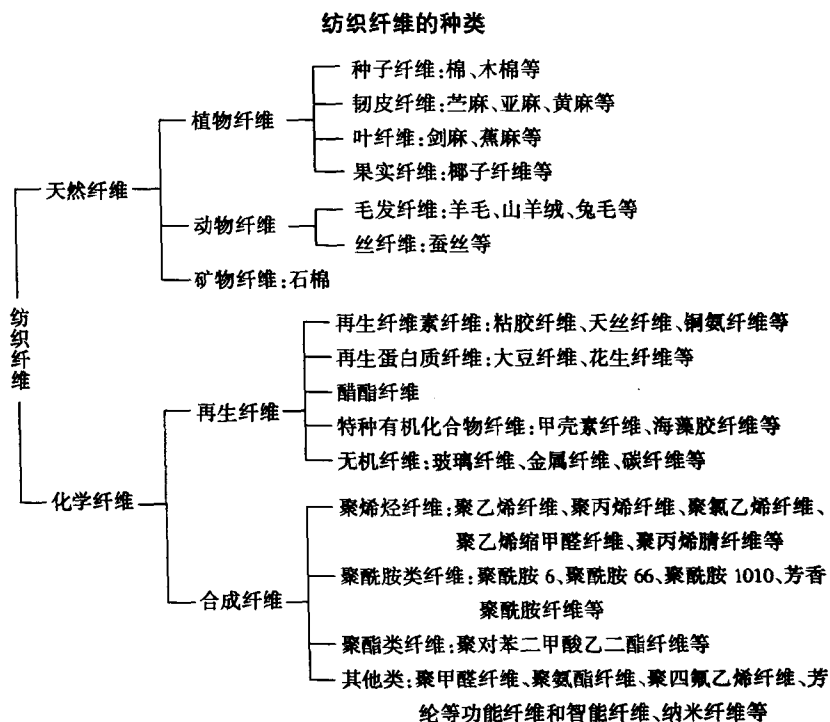 纺织纤维的种类
种子纤维:棉、木棉等
韧皮纤维:苎麻、亚麻、黄麻等
植物纤维
叶纤维:剑麻、蕉麻等
果实纤维:椰子纤维等
天然纤维
毛发纤维:羊毛、山羊绒、兔毛等
动物纤维
丝纤维:蚕丝等
矿物纤维:石棉
纺织纤维
再生纤维素纤维:粘胶纤维、天丝纤维、铜氨纤维等
再生蛋白质纤维:大豆纤维、花生纤维等
醋酯纤维
再生纤维
特种有机化合物纤维:甲壳素纤维、海藻胶纤维等
无机纤维:玻璃纤维、金属纤维、碳纤维等
化学纤维
聚烯烃纤维:聚乙烯纤维、聚丙烯纤维、聚氯乙烯纤维、
聚乙烯缩甲醛纤维、聚丙烯腈纤维等
聚酰胺类纤维:聚酰胺 6、聚酰胺 66、聚酰胺 1010、芳香
聚酰胺纤维等
合成纤维
聚酯类纤维:聚对苯二甲酸乙二酯纤维等
其他类:聚甲醛纤维、聚氨酯纤维、聚四氟乙烯纤维、芳
纶等功能纤维和智能纤维、纳米纤维等